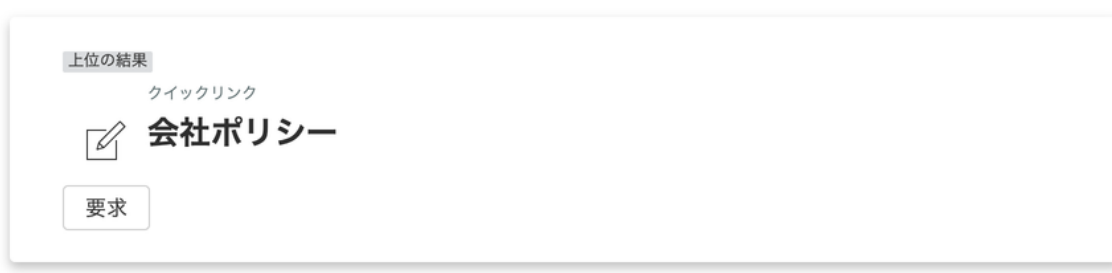 上位の結果
クイックリンク
会社ポリシー
要求